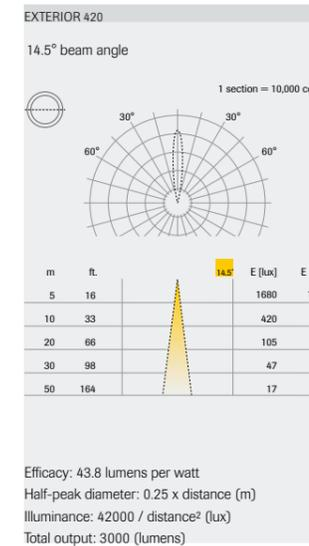 EXTERIOR 420
14.5° beam angle
1 section = 10,000
30° 30°
60° 60°
m ft. 14.5° E [lux] E
5 16 1680
10 33 420
20 66 105
30 98 47
50 164 17
Efficacy: 43.8 lumens per watt
Half-peak diameter: 0.25 x distance (m)
Illuminance: 42000 / distance² (lux)
Total output: 3000 (lumens)